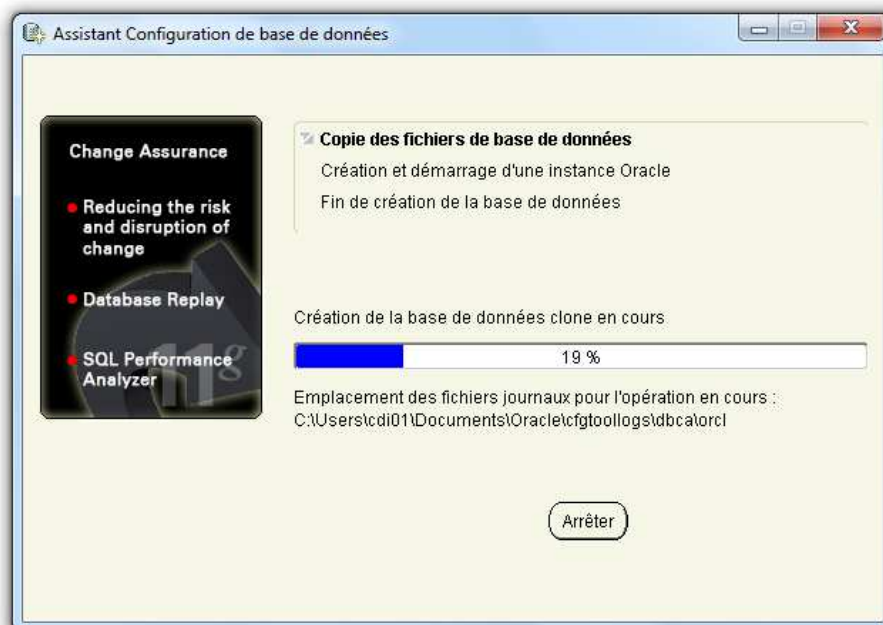 Assistant Configuration de base de données
Change Assurance
Reducing the risk
and disruption of
change
Database Replay
SQL Performance
Analyzer
11g
Copie des fichiers de base de données
Création et démarrage d'une instance Oracle
Fin de création de la base de données
Création de la base de données clone en cours
19 %
Emplacement des fichiers journaux pour l'opération en cours :
C:\Users\cdi01\Documents\Oracle\cfgtoollogs\dbca\orcl
Arrêter